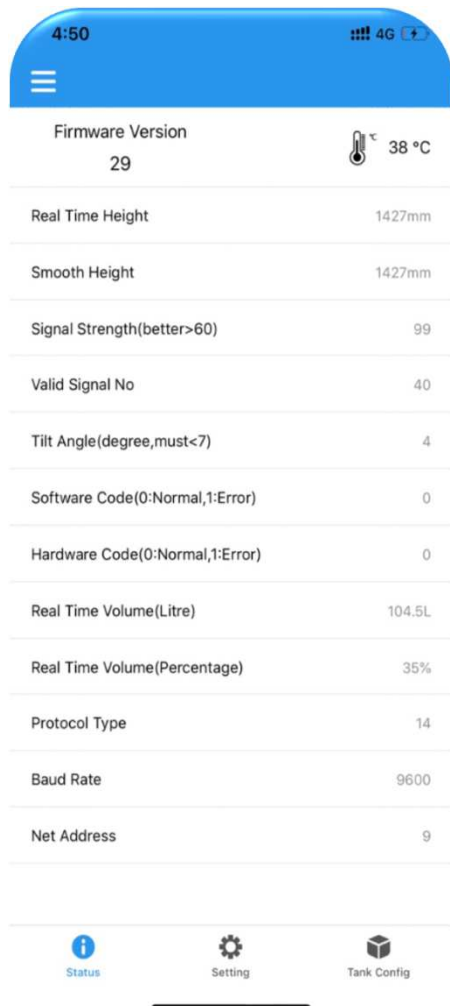 4:50 4G
Firmware Version
29
℃ 38 °C
Real Time Height 1427mm
Smooth Height 1427mm
Signal Strength(better>60) 99
Valid Signal No 40
Tilt Angle(degree,must<7) 4
Software Code(0:Normal,1:Error) 0
Hardware Code(0:Normal,1:Error) 0
Real Time Volume(Litre) 104.5L
Real Time Volume(Percentage) 35%
Protocol Type 14
Baud Rate 9600
Net Address 9
Status Setting Tank Config